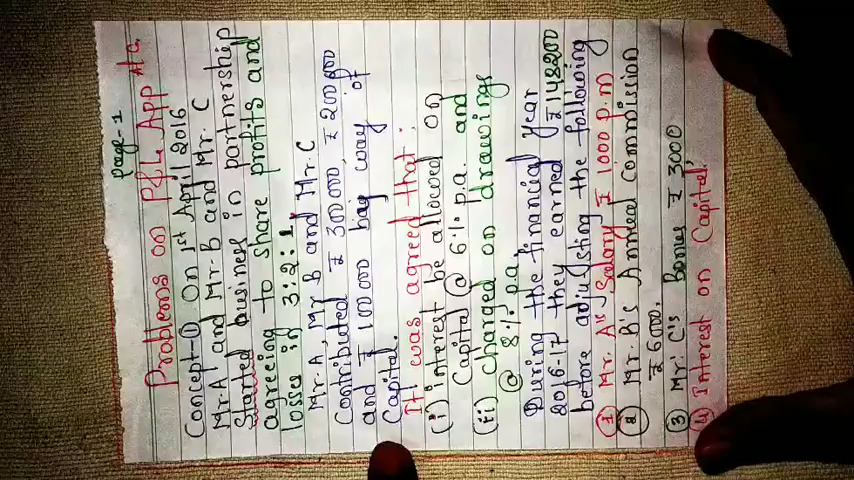 page-1
Problems on P&L App A/c.
Concept-① On 1st April 2016
Mr.A and Mr.B and Mr. C
Started business in partnership
agreeing to share profits and
losses in 3:2:1.
Mr.A, Mr B and Mr.C
Contributed ₹ 300000, ₹ 200000
and ₹ 100000 bay way of
Capital.
It was agreed that:
(i) interest be allowed on
Capital @ 6% p.a. and
(ii) charged on drawings
@ 8% p.a.
During the financial year
2016-17 they earned ₹148200
before adjusting the following
① Mr. A's Salary ₹ 1000 P.m
② Mr. B's Annual Commission
₹ 6000.
③ Mr. C's Bonus ₹ 3000
④ Interest on Capital,